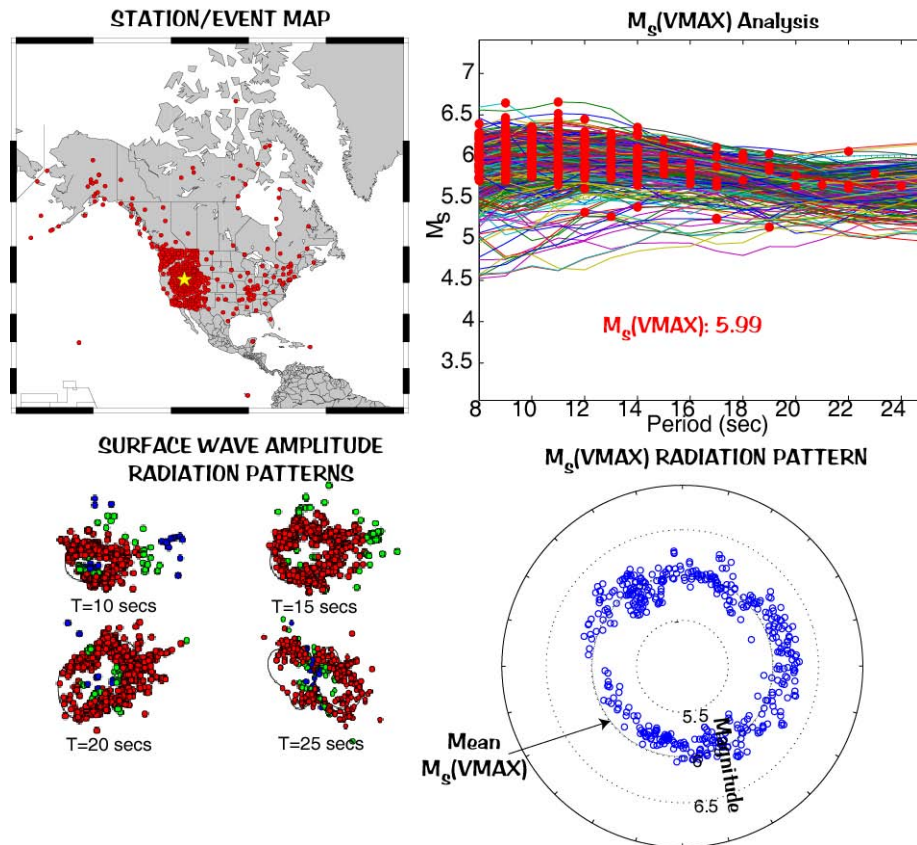 STATION/EVENT MAP
Mₛ(VMAX) Analysis
7
6.5
6
5.5
5
4.5
4
3.5
3
Mₛ
Mₛ(VMAX): 5.99
8
10
12
14
16
18
20
22
24
Period (sec)
SURFACE WAVE AMPLITUDE
RADIATION PATTERNS
T=10 secs
T=15 secs
T=20 secs
T=25 secs
Mₛ(VMAX) RADIATION PATTERN
5.5
6
6.5
Magnitude
Mean
Mₛ(VMAX)